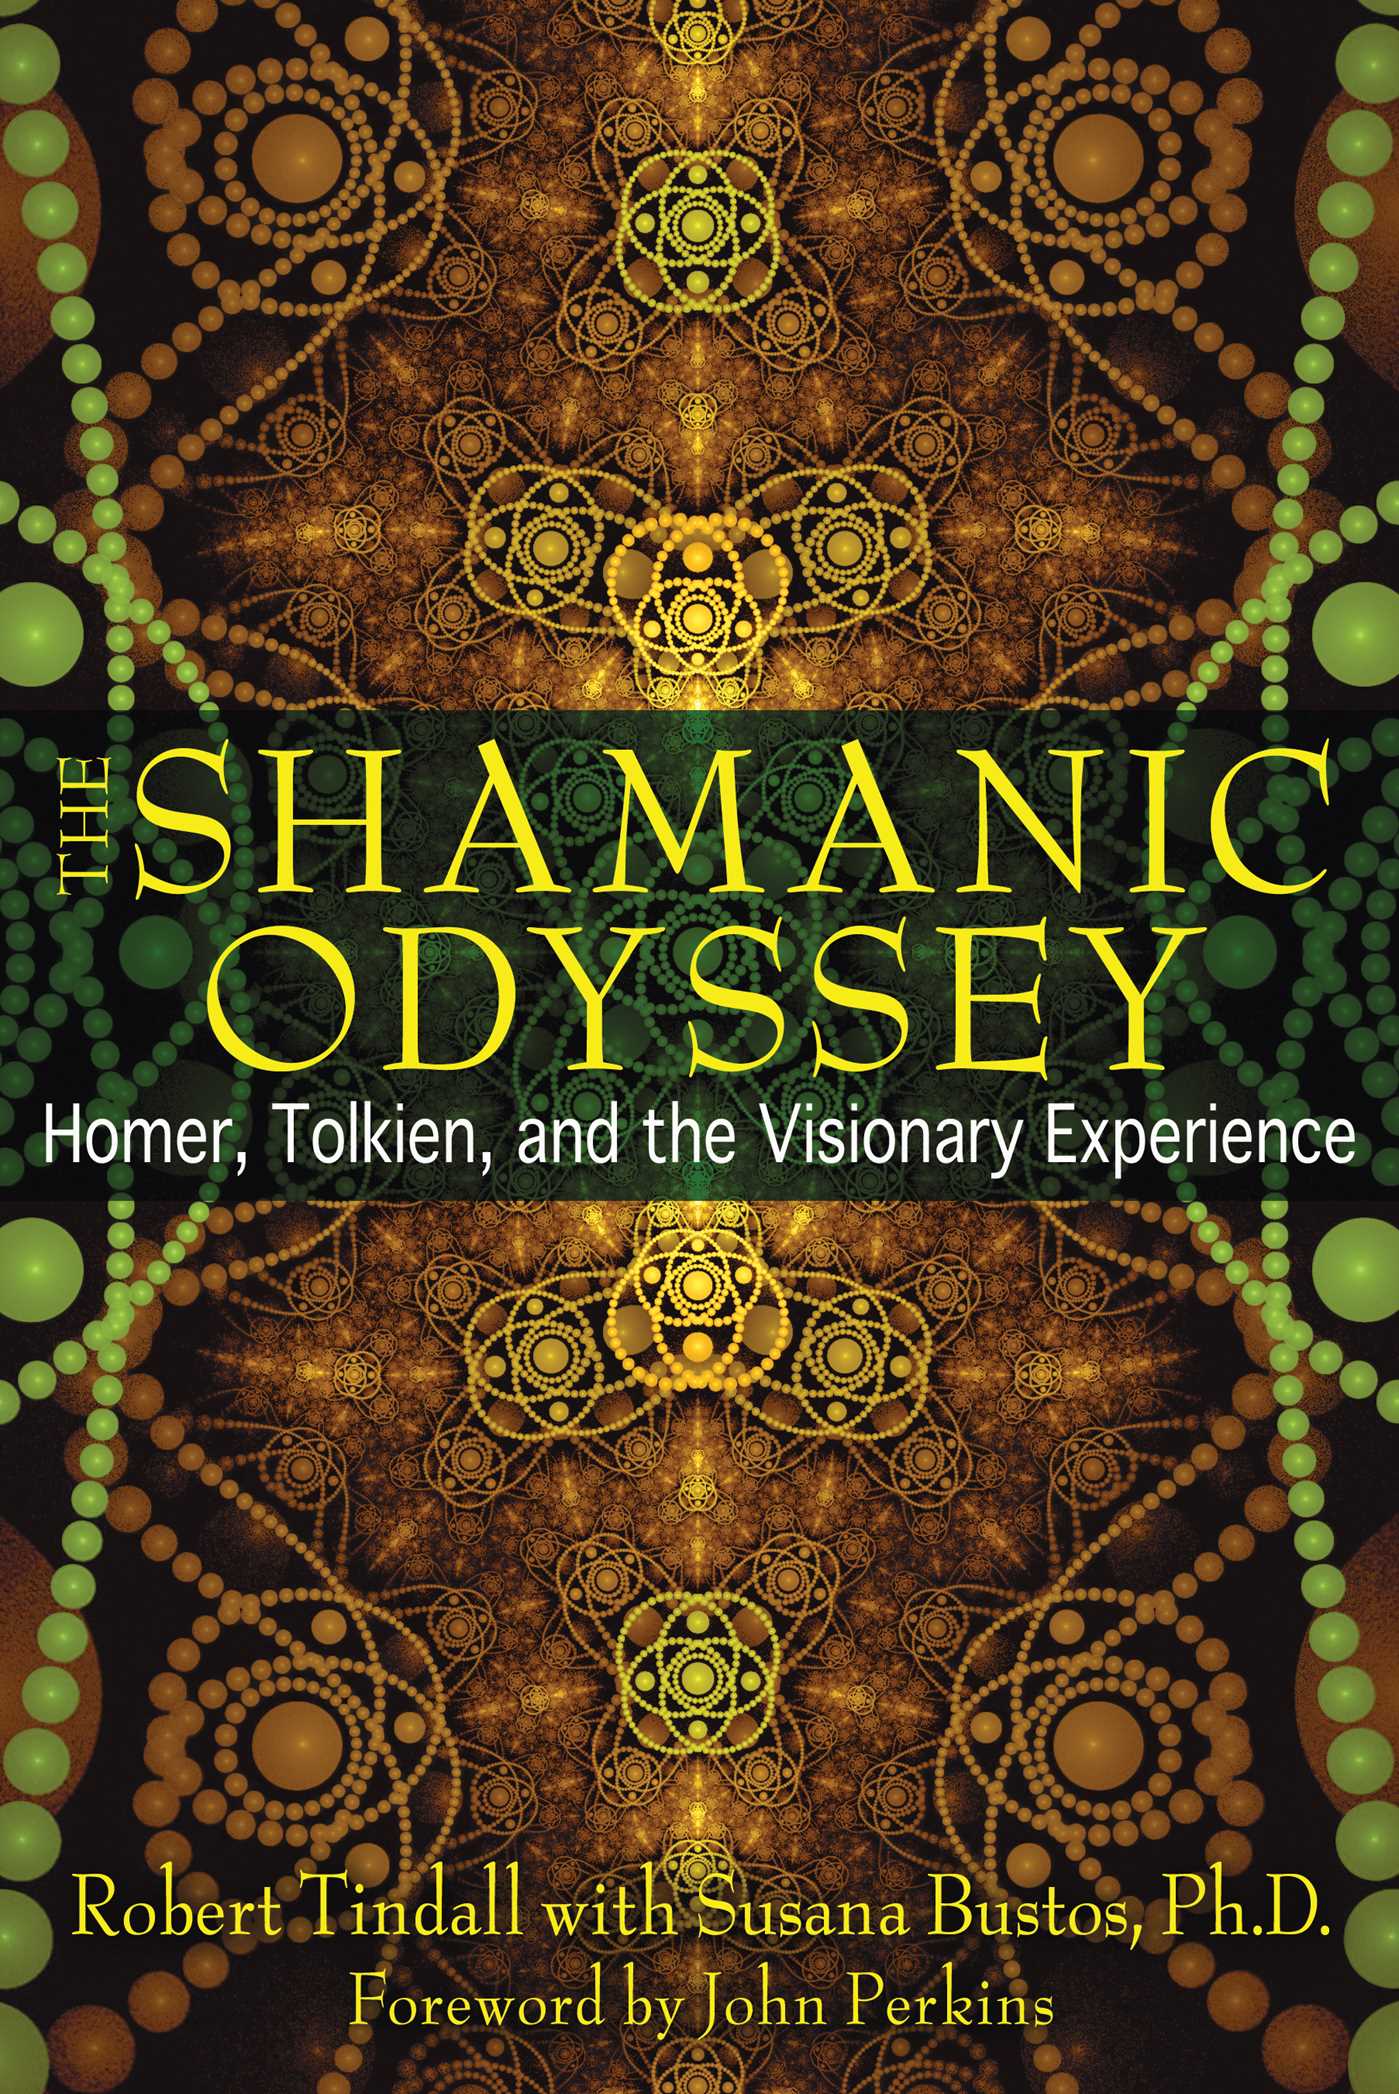 THE SHAMANIC
ODYSSEY
Homer, Tolkien, and the Visionary Experience
Robert Tindall with Susana Bustos, Ph.D.
Foreword by John Perkins